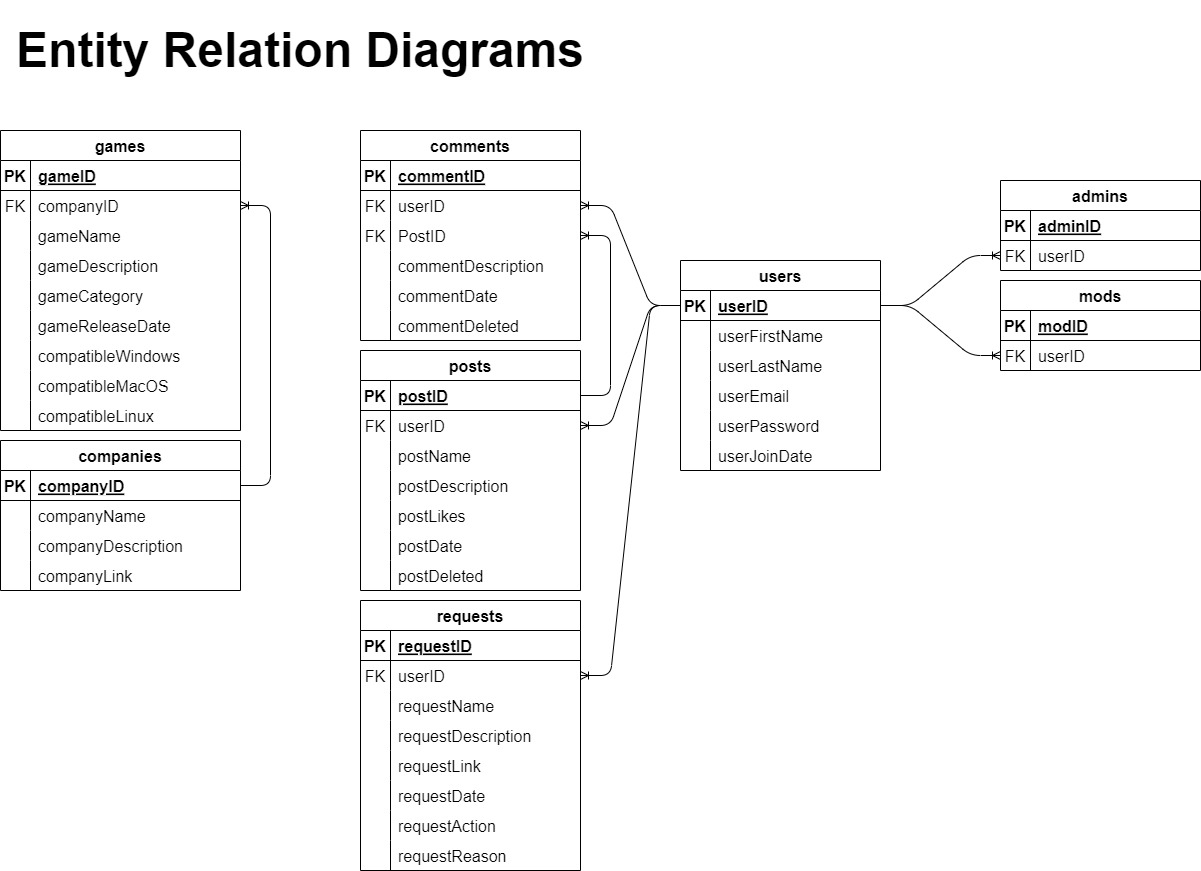 Entity Relation Diagrams
games
PK gameID
FK companyID
gameName
gameDescription
gameCategory
gameReleaseDate
compatibleWindows
compatibleMacOS
compatibleLinux
companies
PK companyID
companyName
companyDescription
companyLink
comments
PK commentID
FK userID
FK PostID
commentDescription
commentDate
commentDeleted
posts
PK postID
FK userID
postName
postDescription
postLikes
postDate
postDeleted
requests
PK requestID
FK userID
requestName
requestDescription
requestLink
requestDate
requestAction
requestReason
users
PK userID
userFirstName
userLastName
userEmail
userPassword
userJoinDate
admins
PK adminID
FK userID
mods
PK modID
FK userID